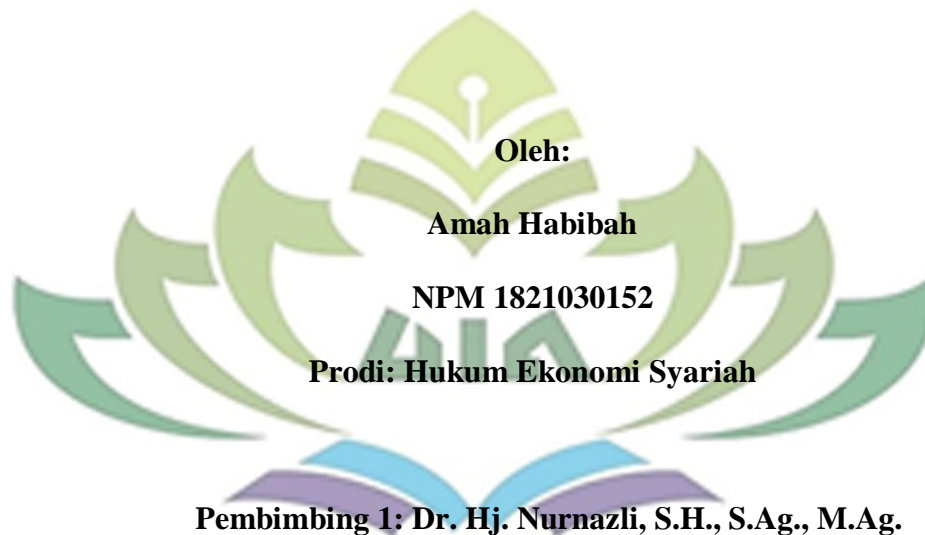 Oleh:
Amah Habibah
NPM 1821030152
Prodi: Hukum Ekonomi Syariah
Pembimbing 1: Dr. Hj. Nurnazli, S.H., S.Ag., M.Ag.